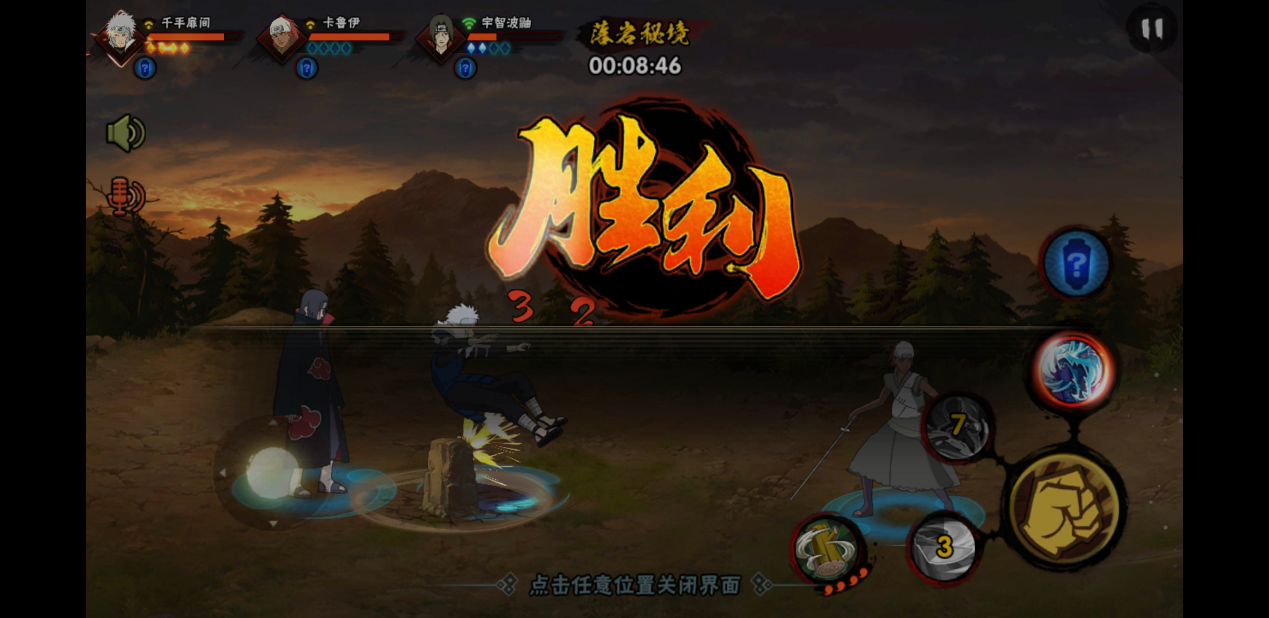 千手扉间
卡鲁伊
宇智波鼬
落岩秘境
00:08:46
?
?
?
胜利
?
3 2
7
3
点击任意位置关闭界面